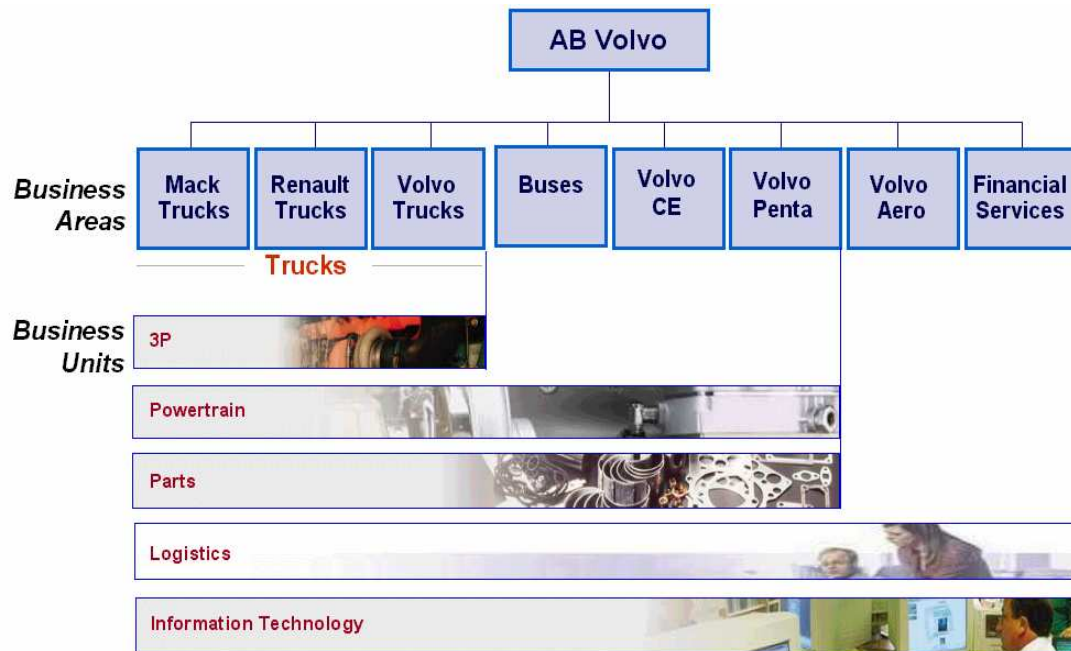 AB Volvo
Business
Areas
Mack
Trucks
Renault
Trucks
Volvo
Trucks
Buses
Volvo
CE
Volvo
Penta
Volvo
Aero
Financial
Services
Trucks
Business
Units
3P
Powertrain
Parts
Logistics
Information Technology